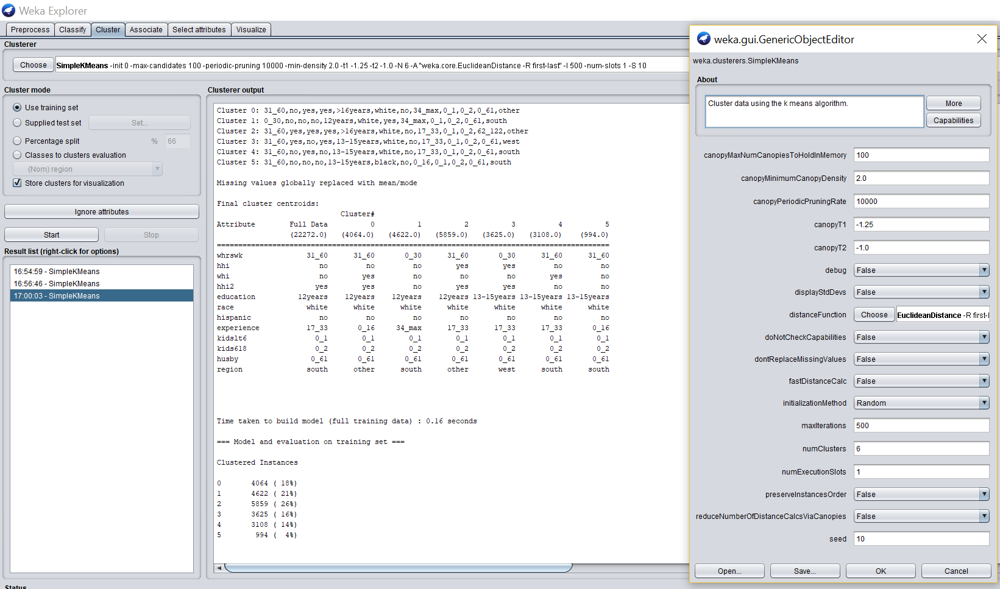 Weka Explorer
Preprocess Classify Cluster Associate Select attributes Visualize
Clusterer
Choose SimpleKMeans -init 0 -max-candidates 100 -periodic-pruning 10000 -min-density 2.0 -t1 -1.25 -t2 -1.0 -N 6 -A "weka.core.EuclideanDistance -R first-last" -I 500 -num-slots 1 -S 10
Cluster mode
Use training set
Supplied test set Set...
Percentage split % 66
Classes to clusters evaluation
(Nom) region
Store clusters for visualization
Ignore attributes
Start Stop
Result list (right-click for options)
16:54:59 - SimpleKMeans
16:56:46 - SimpleKMeans
17:00:03 - SimpleKMeans
Status
Clusterer output
Cluster 0: 31_60,no,yes,yes,>16years,white,no,34_max,0_1,0_2,0_61,other
Cluster 1: 0_30,no,no,no,12years,white,yes,34_max,0_1,0_2,0_61,south
Cluster 2: 31_60,yes,yes,yes,>16years,white,no,17_33,0_1,0_2,62_122,other
Cluster 3: 31_60,yes,no,yes,13-15years,white,no,17_33,0_1,0_2,0_61,west
Cluster 4: 31_60,no,yes,no,13-15years,white,no,17_33,0_1,0_2,0_61,south
Cluster 5: 31_60,no,no,no,13-15years,black,no,0_16,0_1,0_2,0_61,south
Missing values globally replaced with mean/mode
Final cluster centroids:
Cluster#
Attribute Full Data 0 1 2 3 4 5
(22272.0) (4064.0) (4622.0) (5859.0) (3625.0) (3108.0) (994.0)
==============================================================================================
whrswk 31_60 31_60 0_30 31_60 0_30 31_60 31_60
hhi no no no yes yes no no
whi no yes no no no yes no
hhi2 yes yes no yes yes no no
education 12years 12years 12years 12years 13-15years 13-15years 13-15years
race white white white white white white white
hispanic no no no no no no no
experience 17_33 0_16 34_max 17_33 17_33 17_33 0_16
kidslt6 0_1 0_1 0_1 0_1 0_1 0_1 0_1
kids618 0_2 0_2 0_2 0_2 0_2 0_2 0_2
husby 0_61 0_61 0_61 0_61 0_61 0_61 0_61
region south other south other west south south
Time taken to build model (full training data) : 0.16 seconds
=== Model and evaluation on training set ===
Clustered Instances
0 4064 ( 18%)
1 4622 ( 21%)
2 5859 ( 26%)
3 3625 ( 16%)
4 3108 ( 14%)
5 994 ( 4%)
weka.gui.GenericObjectEditor
weka.clusterers.SimpleKMeans
About
Cluster data using the k means algorithm.
More
Capabilities
canopyMaxNumCanopiesToHoldInMemory 100
canopyMinimumCanopyDensity 2.0
canopyPeriodicPruningRate 10000
canopyT1 -1.25
canopyT2 -1.0
debug False
displayStdDevs False
distanceFunction Choose EuclideanDistance -R first-l
doNotCheckCapabilities False
dontReplaceMissingValues False
fastDistanceCalc False
initializationMethod Random
maxIterations 500
numClusters 6
numExecutionSlots 1
preserveInstancesOrder False
reduceNumberOfDistanceCalcsViaCanopies False
seed 10
Open... Save... OK Cancel